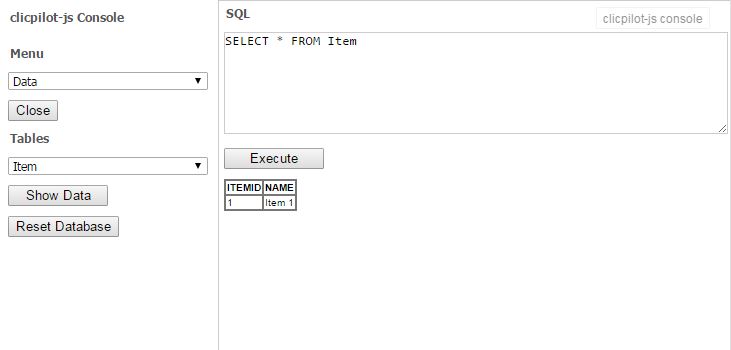 clicpilot-js Console
Menu
Data
Close
Tables
Item
Show Data
Reset Database
SQL
clicpilot-js console
SELECT * FROM Item
Execute
ITEMID NAME
1 Item 1